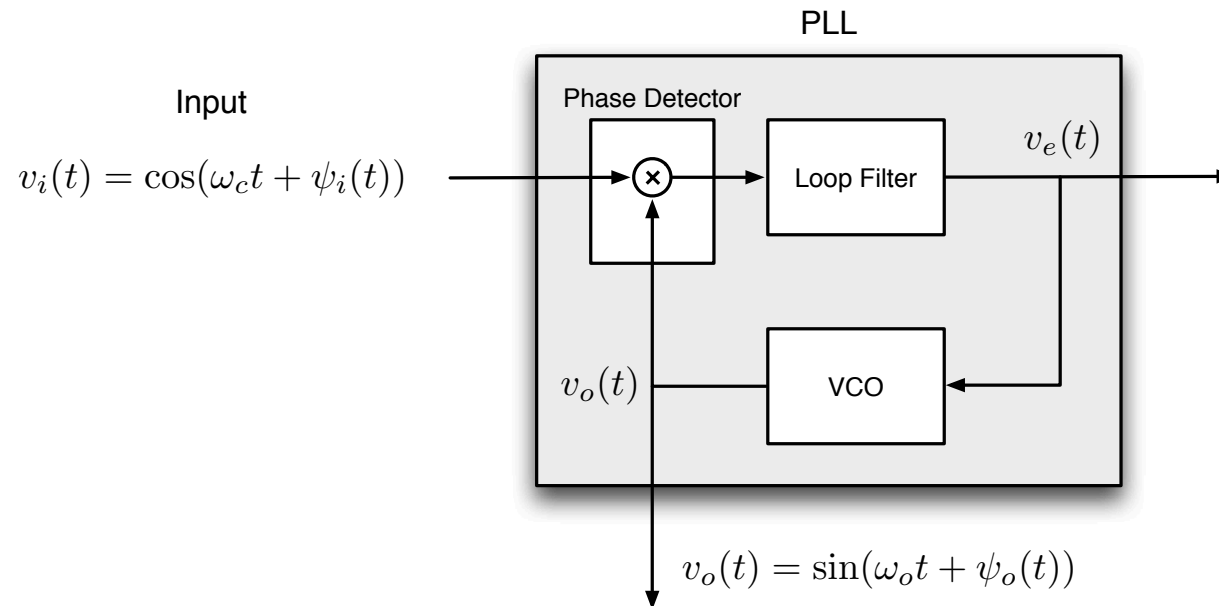 PLL
Input
Phase Detector
v_i(t) = cos(ω_c t + ψ_i(t))
×
Loop Filter
v_e(t)
v_o(t)
VCO
v_o(t) = sin(ω_o t + ψ_o(t))